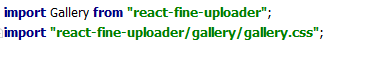 import Gallery from "react-fine-uploader";
import "react-fine-uploader/gallery/gallery.css";